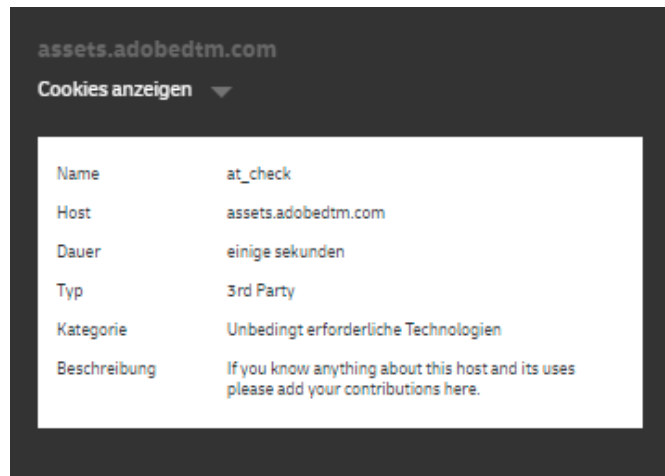 assets.adobedtm.com
Cookies anzeigen
Name at_check
Host assets.adobedtm.com
Dauer einige sekunden
Typ 3rd Party
Kategorie Unbedingt erforderliche Technologien
Beschreibung If you know anything about this host and its uses
please add your contributions here.